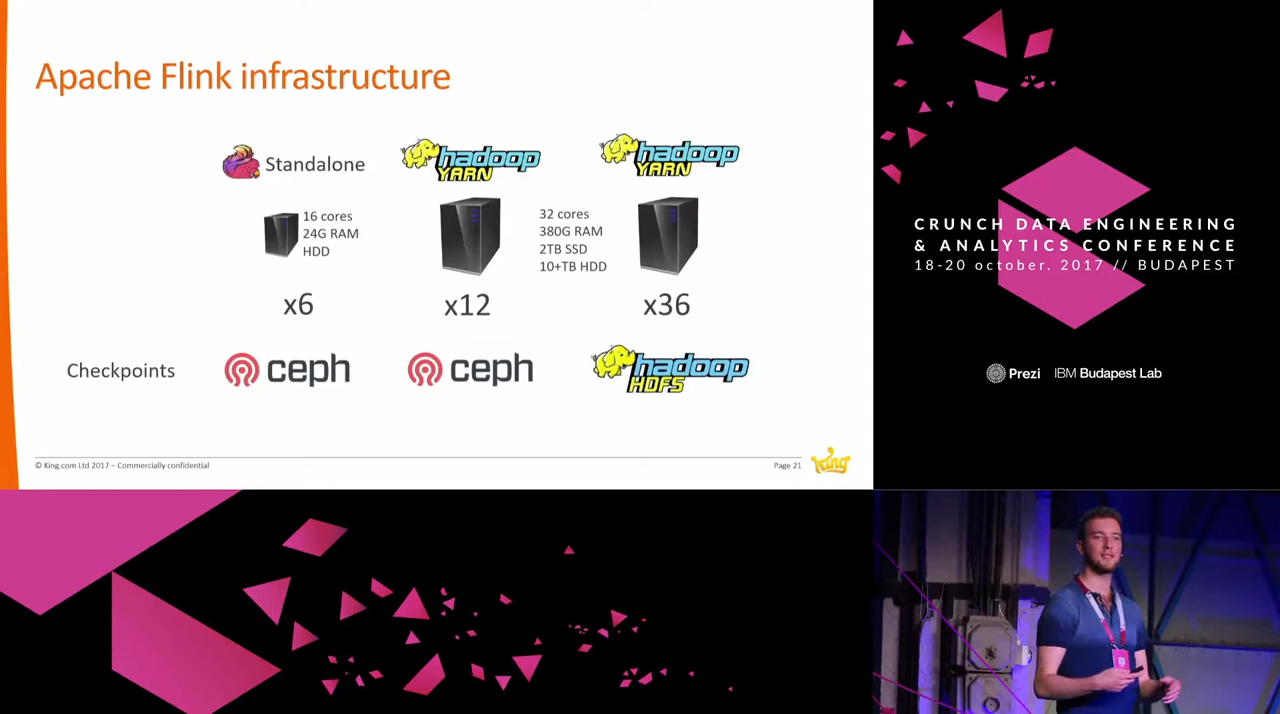 Apache Flink infrastructure
Standalone
hadoop
YARN
hadoop
YARN
16 cores
24G RAM
HDD
32 cores
380G RAM
2TB SSD
10+TB HDD
x6
x12
x36
Checkpoints
ceph
ceph
hadoop
HDFS
© King.com Ltd 2017 – Commercially confidential
Page 21
King
CRUNCH DATA ENGINEERING
& ANALYTICS CONFERENCE
18-20 october. 2017 // BUDAPEST
Prezi
IBM Budapest Lab